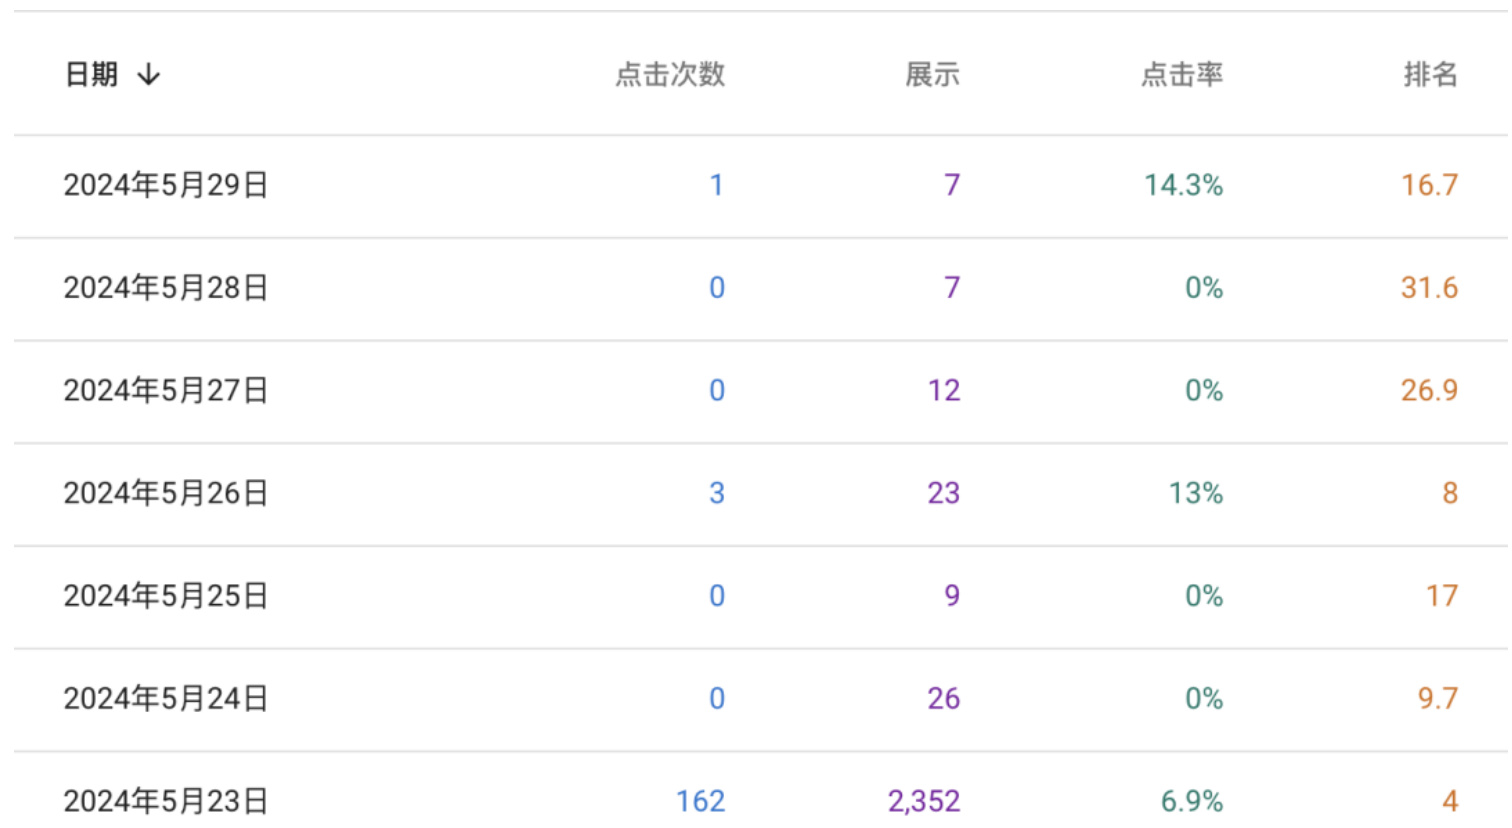 日期 ↓ 点击次数 展示 点击率 排名
2024年5月29日 1 7 14.3% 16.7
2024年5月28日 0 7 0% 31.6
2024年5月27日 0 12 0% 26.9
2024年5月26日 3 23 13% 8
2024年5月25日 0 9 0% 17
2024年5月24日 0 26 0% 9.7
2024年5月23日 162 2,352 6.9% 4